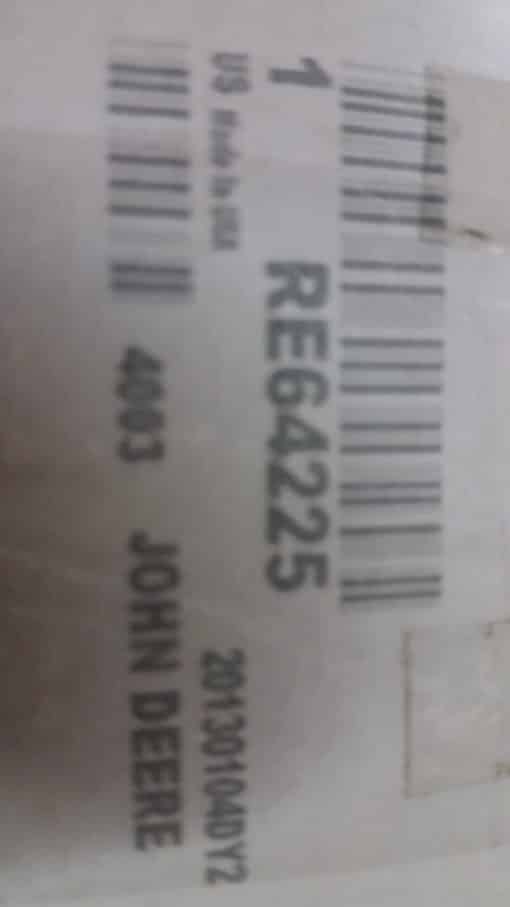 1 RE64225
US Made In USA
20130104DY2
4003 JOHN DEERE